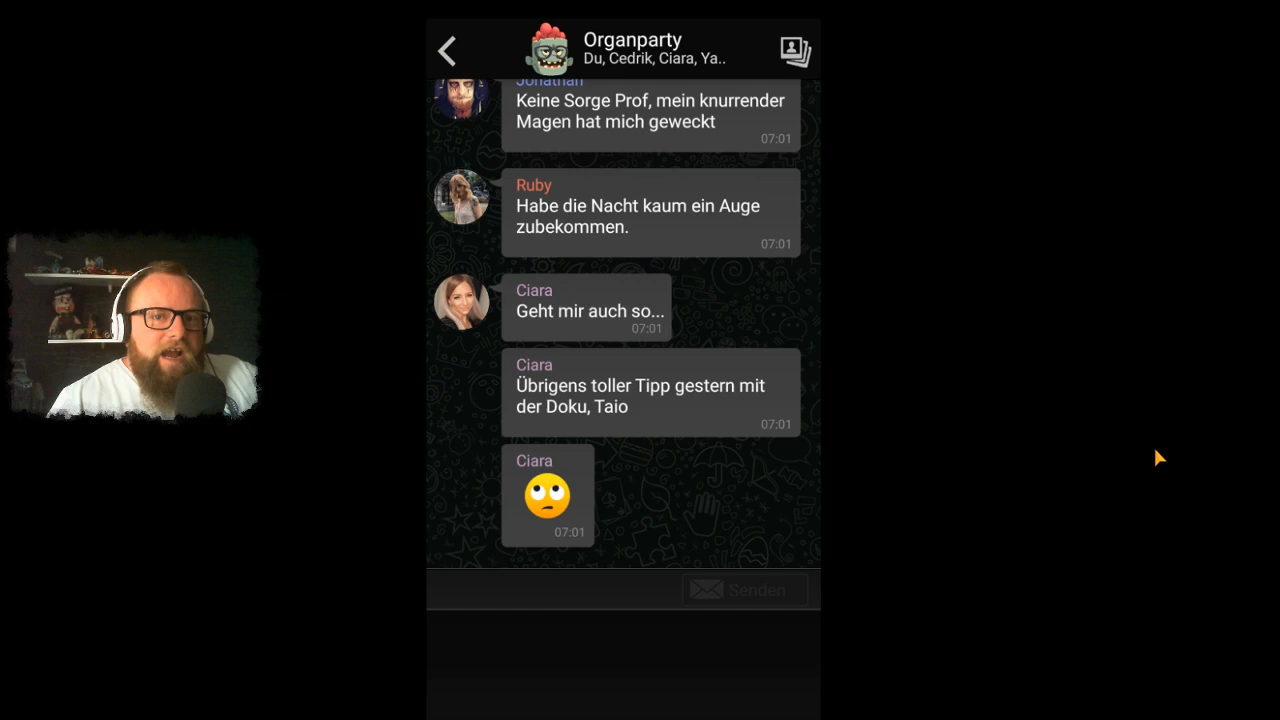 Organparty
Du, Cedrik, Ciara, Ya..
Jonathan
Keine Sorge Prof, mein knurrender
Magen hat mich geweckt
07:01
Ruby
Habe die Nacht kaum ein Auge
zubekommen.
07:01
Ciara
Geht mir auch so...
07:01
Ciara
Übrigens toller Tipp gestern mit
der Doku, Taio
07:01
Ciara
07:01
Senden